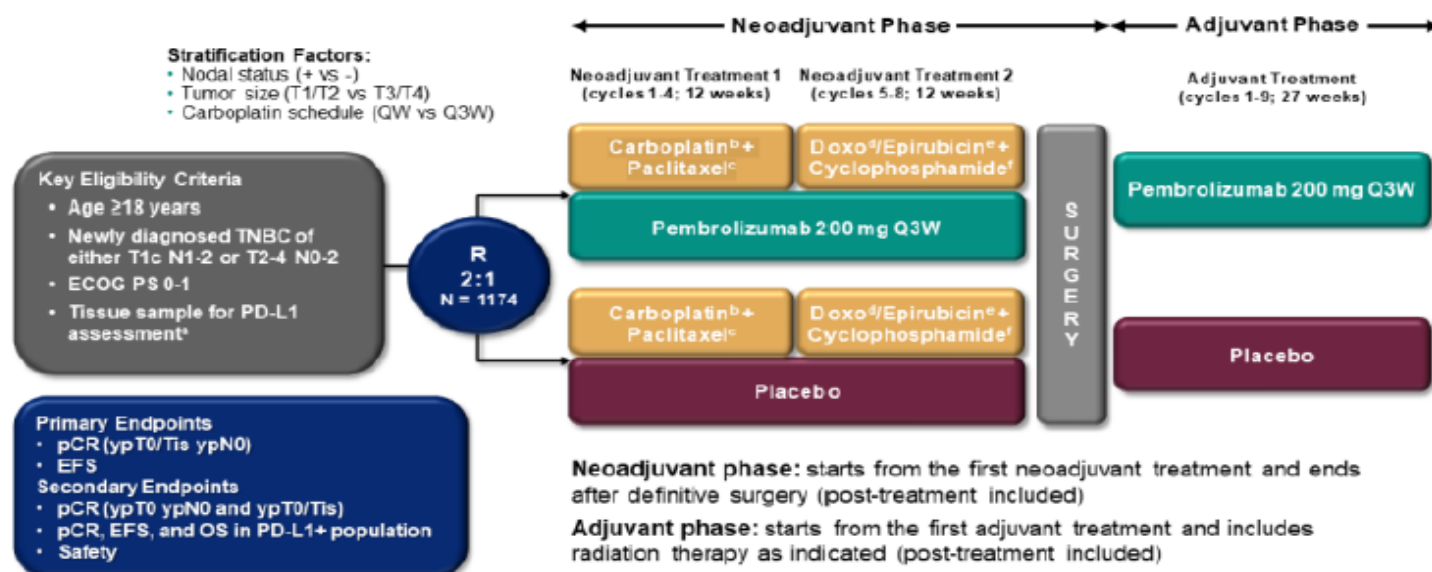 Neoadjuvant Phase
Adjuvant Phase
Stratification Factors:
• Nodal status (+ vs -)
• Tumor size (T1/T2 vs T3/T4)
• Carboplatin schedule (QW vs Q3W)
Neoadjuvant Treatment 1
(cycles 1-4; 12 weeks)
Neoadjuvant Treatment 2
(cycles 5-8; 12 weeks)
Adjuvant Treatment
(cycles 1-9; 27 weeks)
Key Eligibility Criteria
• Age ≥18 years
• Newly diagnosed TNBC of
either T1c N1-2 or T2-4 N0-2
• ECOG PS 0-1
• Tissue sample for PD-L1
assessmentᵃ
R
2:1
N = 1174
Carboplatinᵇ +
Paclitaxelᶜ
Doxoᵈ/Epirubicinᵉ +
Cyclophosphamideᶠ
Pembrolizumab 200 mg Q3W
Carboplatinᵇ +
Paclitaxelᶜ
Doxoᵈ/Epirubicinᵉ +
Cyclophosphamideᶠ
Placebo
SURGERY
Pembrolizumab 200 mg Q3W
Placebo
Primary Endpoints
• pCR (ypT0/Tis ypN0)
• EFS
Secondary Endpoints
• pCR (ypT0 ypN0 and ypT0/Tis)
• pCR, EFS, and OS in PD-L1+ population
• Safety
Neoadjuvant phase: starts from the first neoadjuvant treatment and ends
after definitive surgery (post-treatment included)
Adjuvant phase: starts from the first adjuvant treatment and includes
radiation therapy as indicated (post-treatment included)